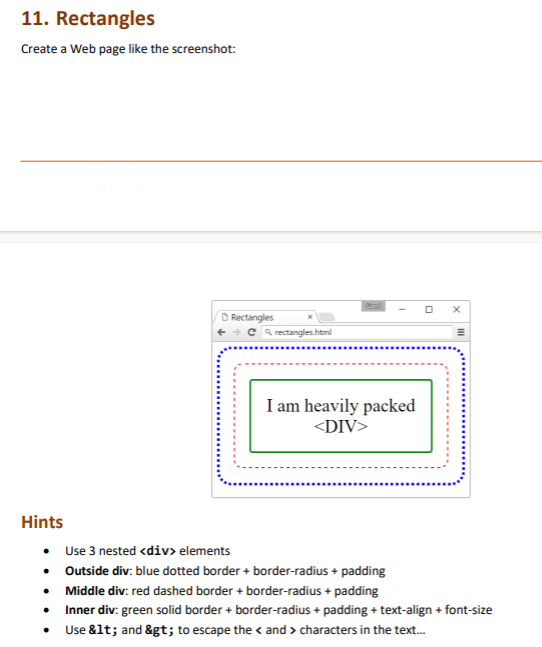 11. Rectangles
Create a Web page like the screenshot:
Rectangles
rectangles.html
I am heavily packed
<DIV>
Hints
• Use 3 nested <div> elements
• Outside div: blue dotted border + border-radius + padding
• Middle div: red dashed border + border-radius + padding
• Inner div: green solid border + border-radius + padding + text-align + font-size
• Use &lt; and &gt; to escape the < and > characters in the text...